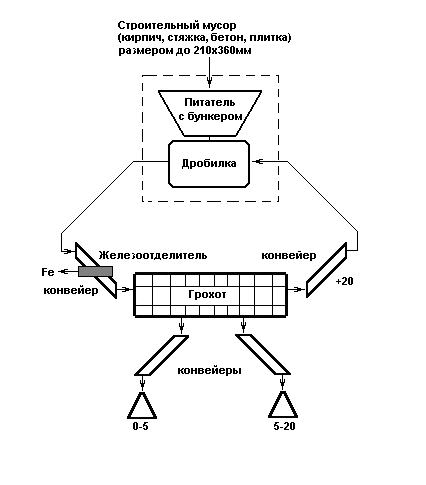 Строительный мусор
(кирпич, стяжка, бетон, плитка)
размером до 210х360мм
Питатель
с бункером
Дробилка
Железоотделитель
конвейер
Fe
конвейер
+20
Грохот
конвейеры
0-5
5-20